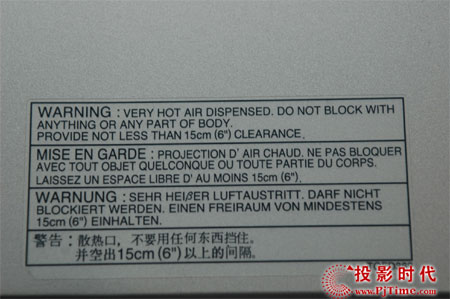 WARNING : VERY HOT AIR DISPENSED. DO NOT BLOCK WITH
ANYTHING OR ANY PART OF BODY.
PROVIDE NOT LESS THAN 15cm (6") CLEARANCE.
MISE EN GARDE : PROJECTION D' AIR CHAUD. NE PAS BLOQUER
AVEC TOUT OBJET QUELCONQUE OU TOUTE PARTIE DU CORPS.
LAISSEZ UN ESPACE LIBRE D' AU MOINS 15cm (6").
WARNUNG : SEHR HEIßER LUFTAUSTRITT. DARF NICHT
BLOCKIERT WERDEN. EINEN FREIRAUM VON MINDESTENS
15cm (6") EINHALTEN.
警告：散热口，不要用任何东西挡住。
并空出15cm (6") 以上的间隔。
投影时代
www.PjTime.com